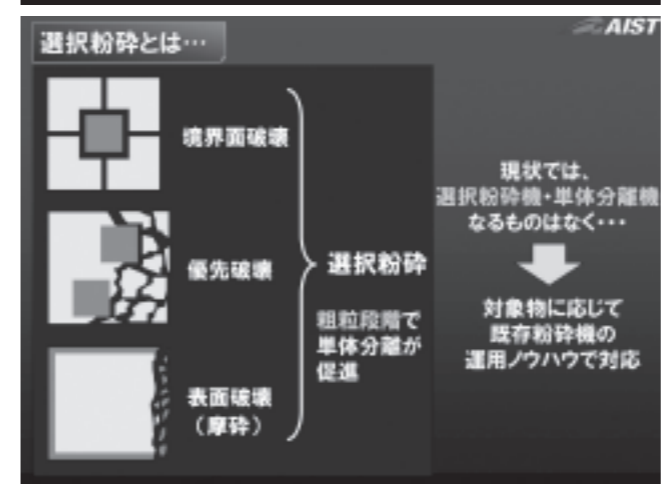 選択粉砕とは…
AIST
境界面破壊
優先破壊
表面破壊
（摩砕）
選択粉砕
粗粒段階で
単体分離が
促進
現状では、
選択粉砕機・単体分離機
なるものはなく・・・
対象物に応じて
既存粉砕機の
運用ノウハウで対応